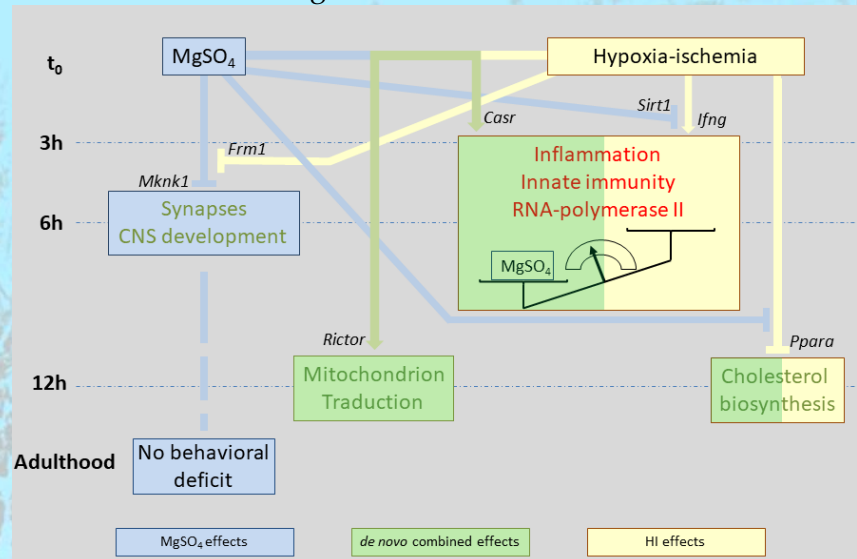 MgSO₄
Hypoxia-ischemia
t₀
Casr
Sirt1
Ifng
3h
Frm1
Inflammation
Innate immunity
RNA-polymerase II
Mknk1
Synapses
CNS development
6h
MgSO₄
Rictor
Ppara
Mitochondrion
Traduction
Cholesterol
biosynthesis
12h
No behavioral
deficit
Adulthood
MgSO₄ effects
de novo combined effects
HI effects